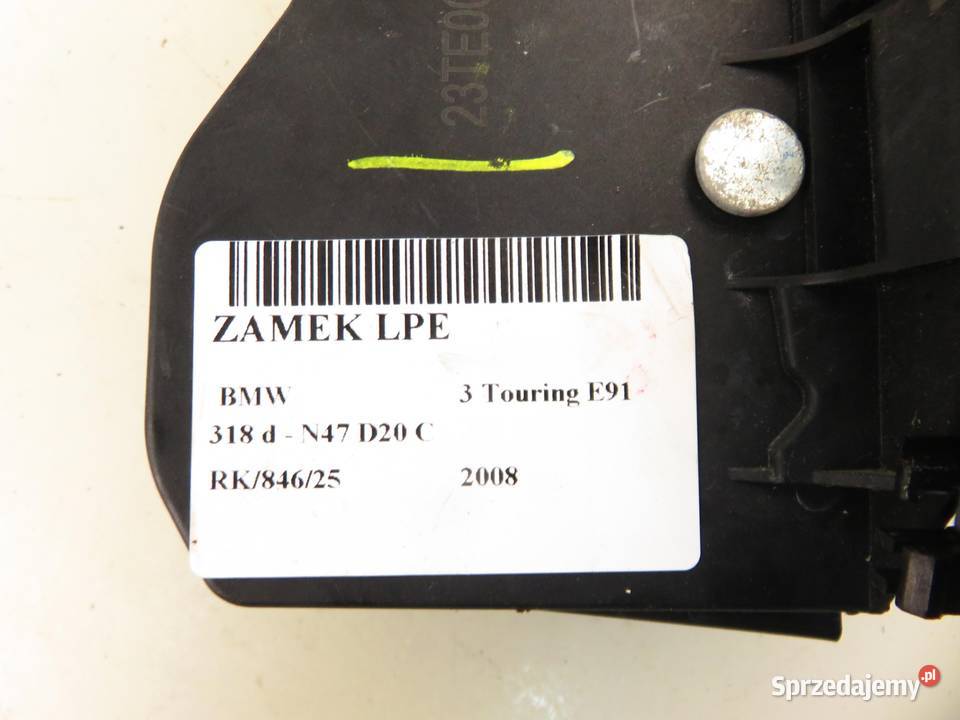 23TE0
ZAMEK LPE
BMW 3 Touring E91
318 d - N47 D20 C
RK/846/25 2008
Sprzedajemy.pl